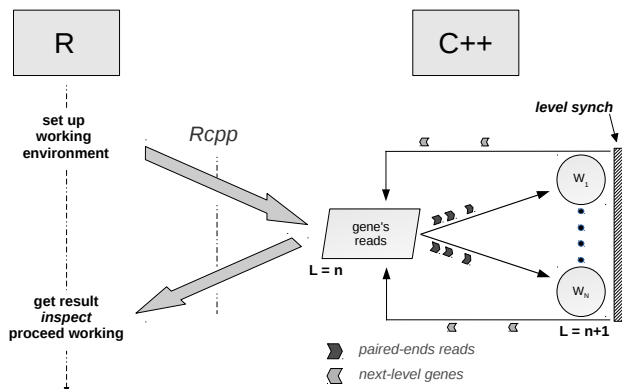 R
C++
level synch
set up
working
environment
Rcpp
W1
gene's
reads
L = n
WN
get result
inspect
proceed working
L = n+1
paired-ends reads
next-level genes